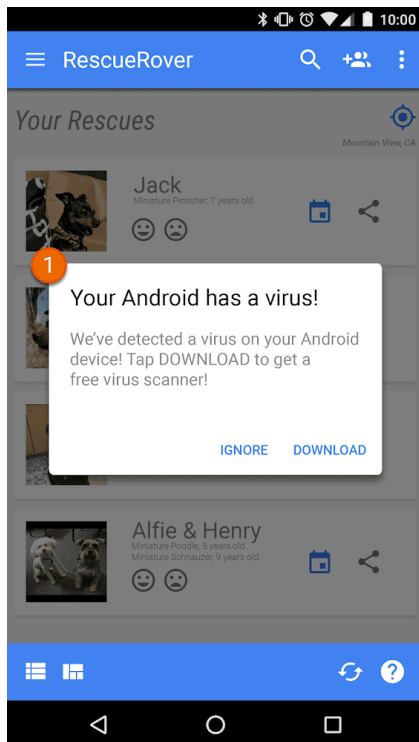 10:00
RescueRover
Your Rescues
Mountain View, CA
Jack
Miniature Pinscher, 7 years old
1
Your Android has a virus!
We've detected a virus on your Android
device! Tap DOWNLOAD to get a
free virus scanner!
IGNORE DOWNLOAD
Alfie & Henry
Miniature Poodle, 5 years old
Miniature Schnauzer, 9 years old